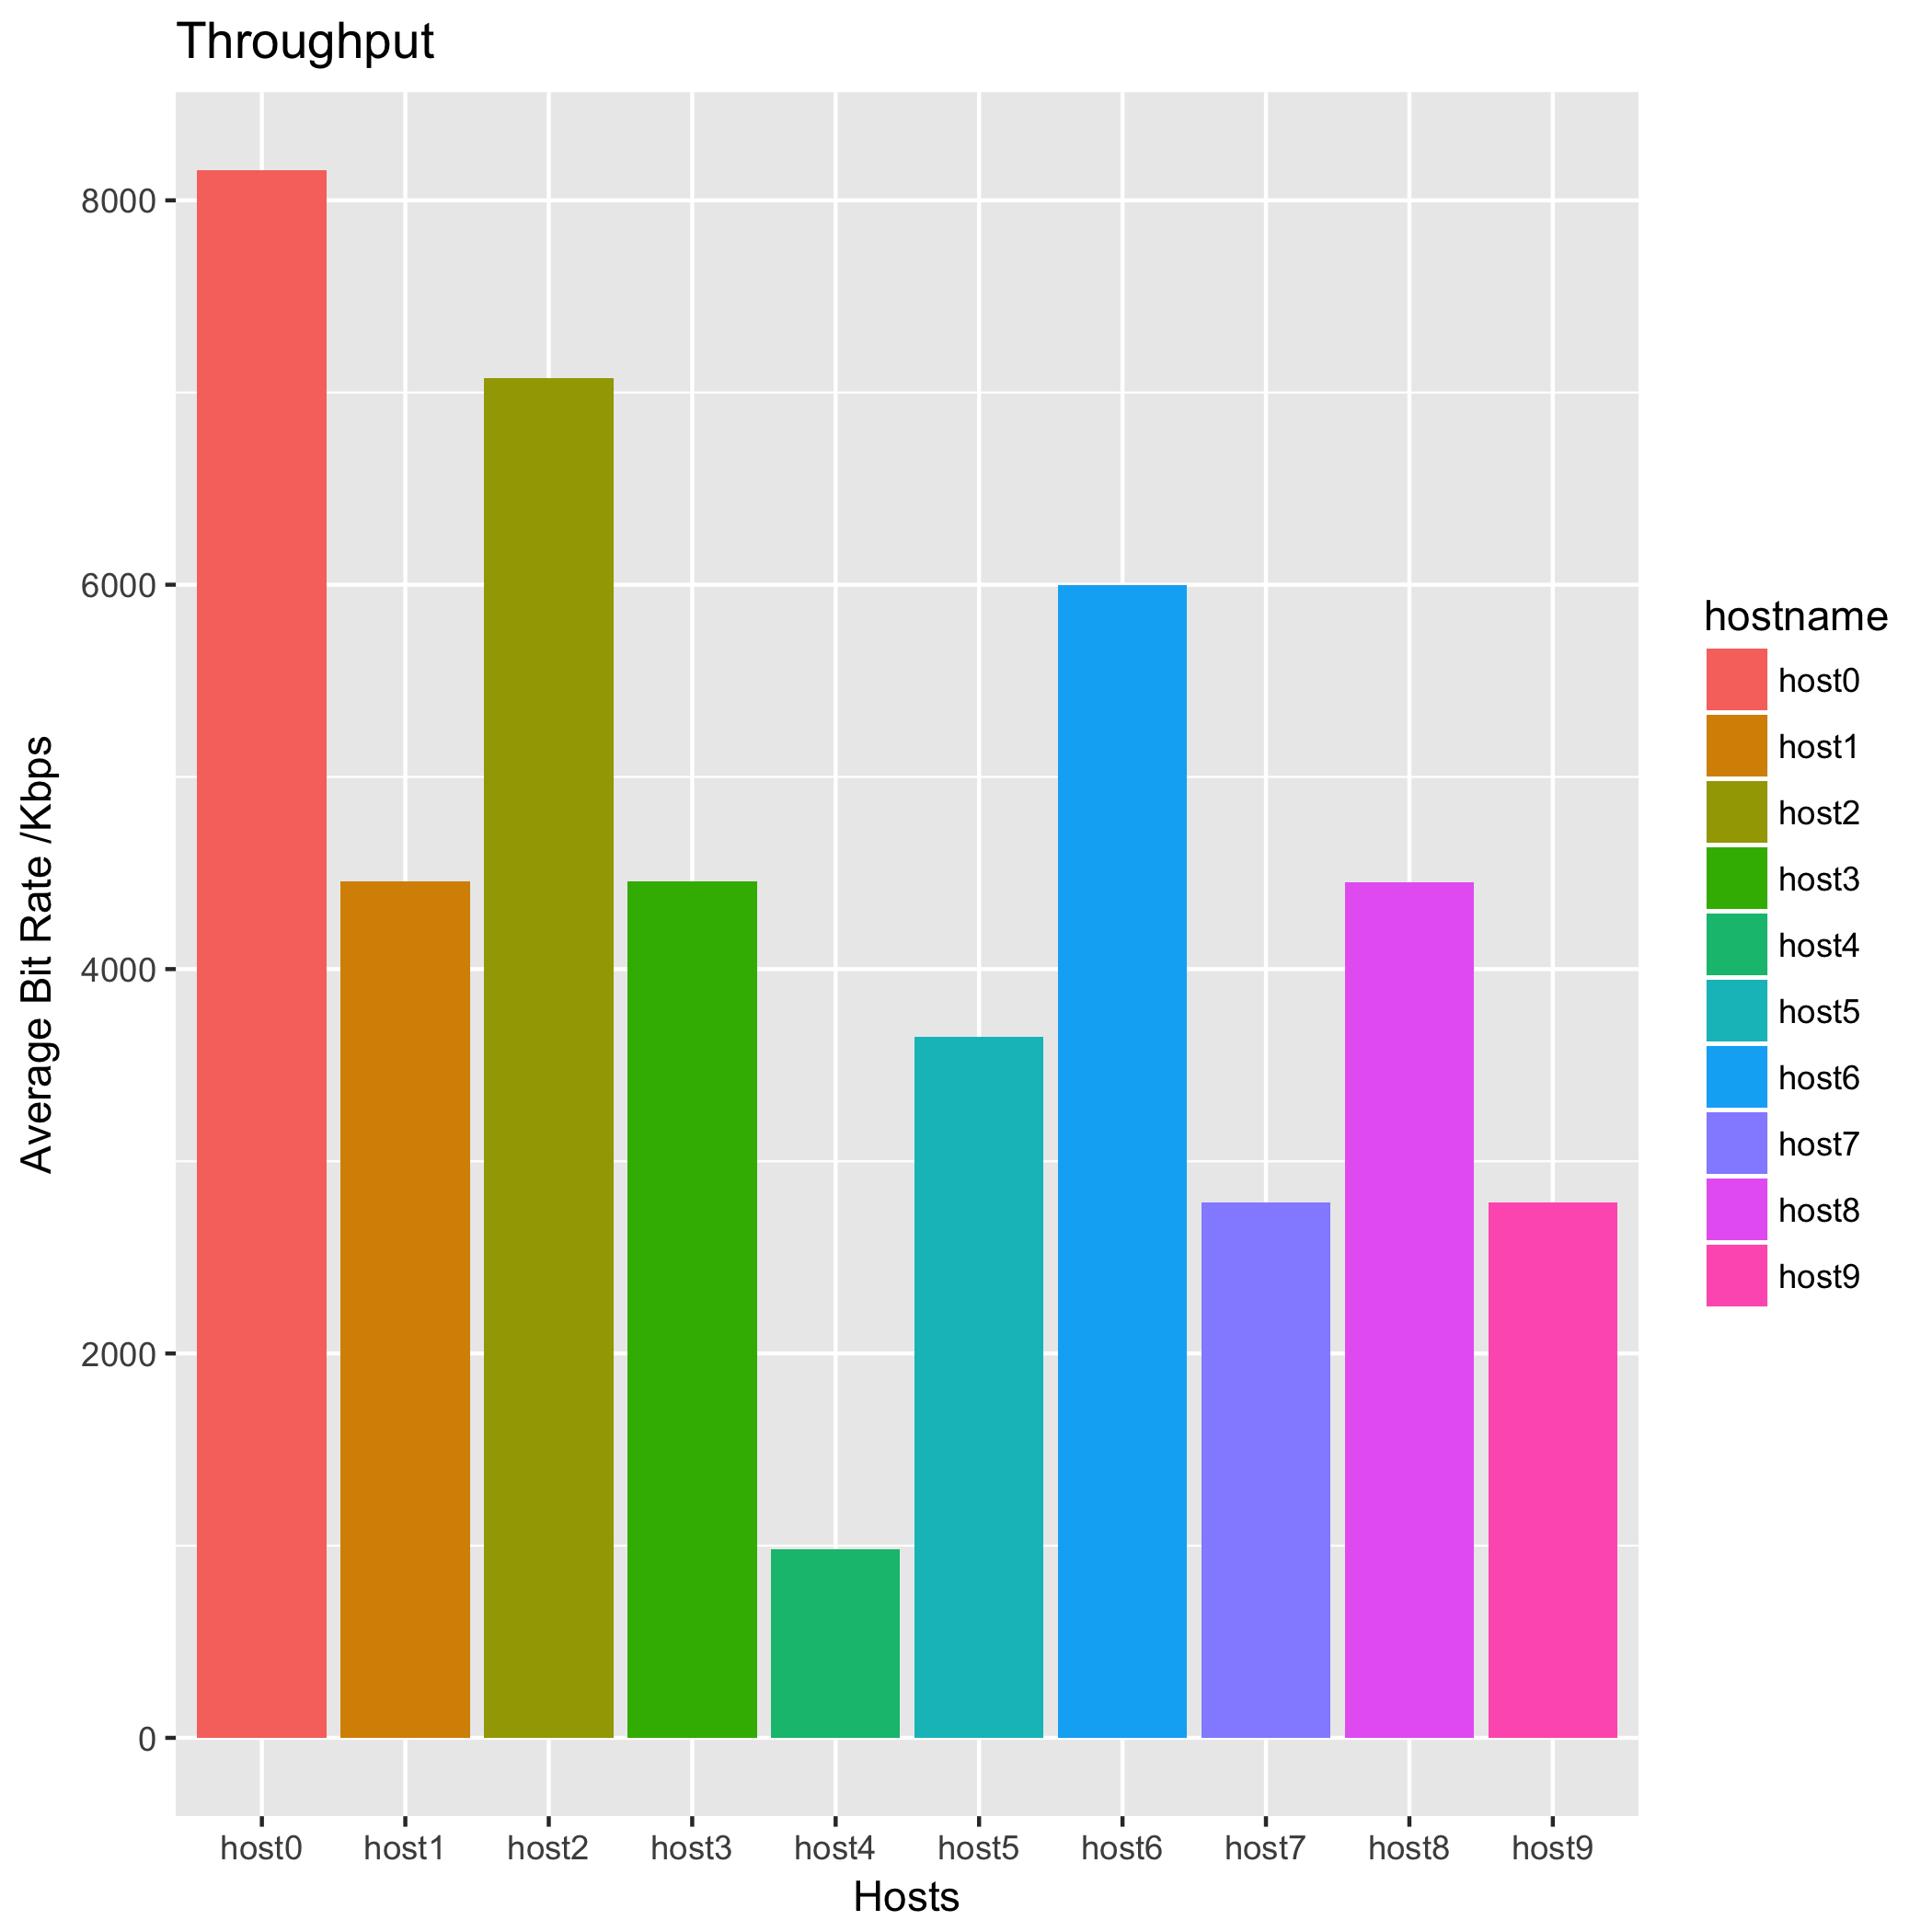 Throughput
8000
6000
4000
2000
0
Average Bit Rate /Kbps
host0 host1 host2 host3 host4 host5 host6 host7 host8 host9
Hosts
hostname
host0
host1
host2
host3
host4
host5
host6
host7
host8
host9